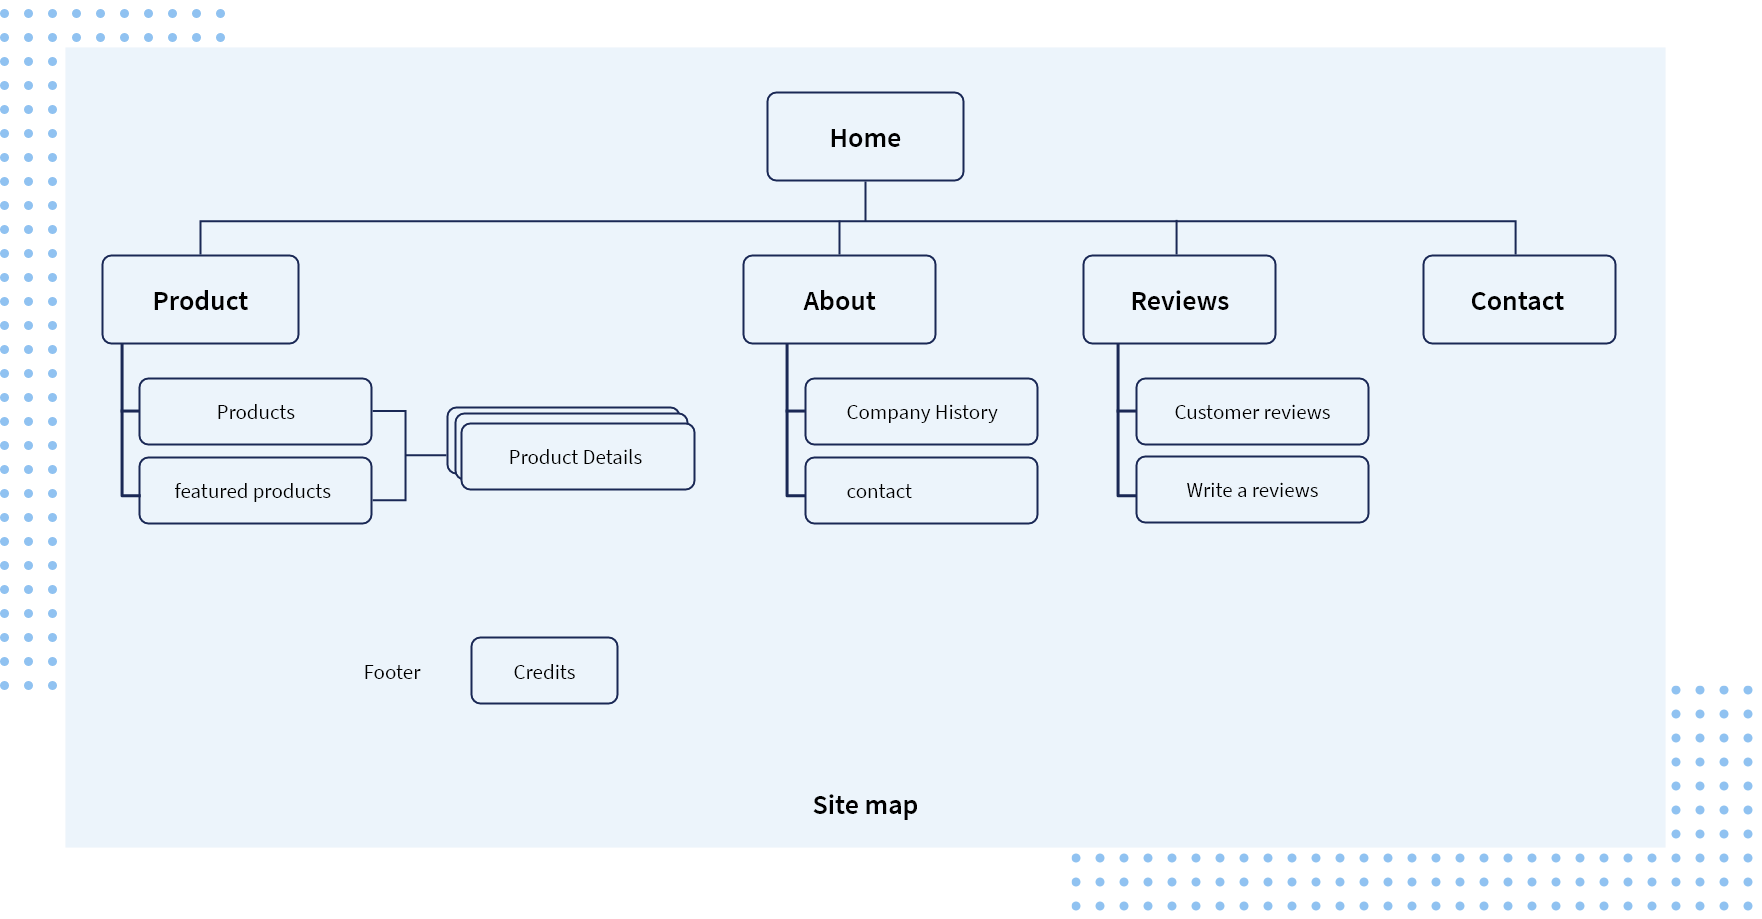 Home
Product
About
Reviews
Contact
Products
featured products
Product Details
Company History
contact
Customer reviews
Write a reviews
Footer
Credits
Site map